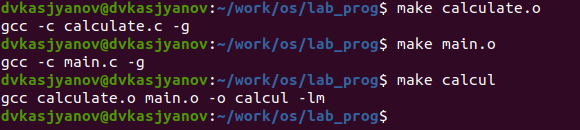 dvkasjyanov@dvkasjyanov:~/work/os/lab_prog$ make calculate.o
gcc -c calculate.c -g
dvkasjyanov@dvkasjyanov:~/work/os/lab_prog$ make main.o
gcc -c main.c -g
dvkasjyanov@dvkasjyanov:~/work/os/lab_prog$ make calcul
gcc calculate.o main.o -o calcul -lm
dvkasjyanov@dvkasjyanov:~/work/os/lab_prog$